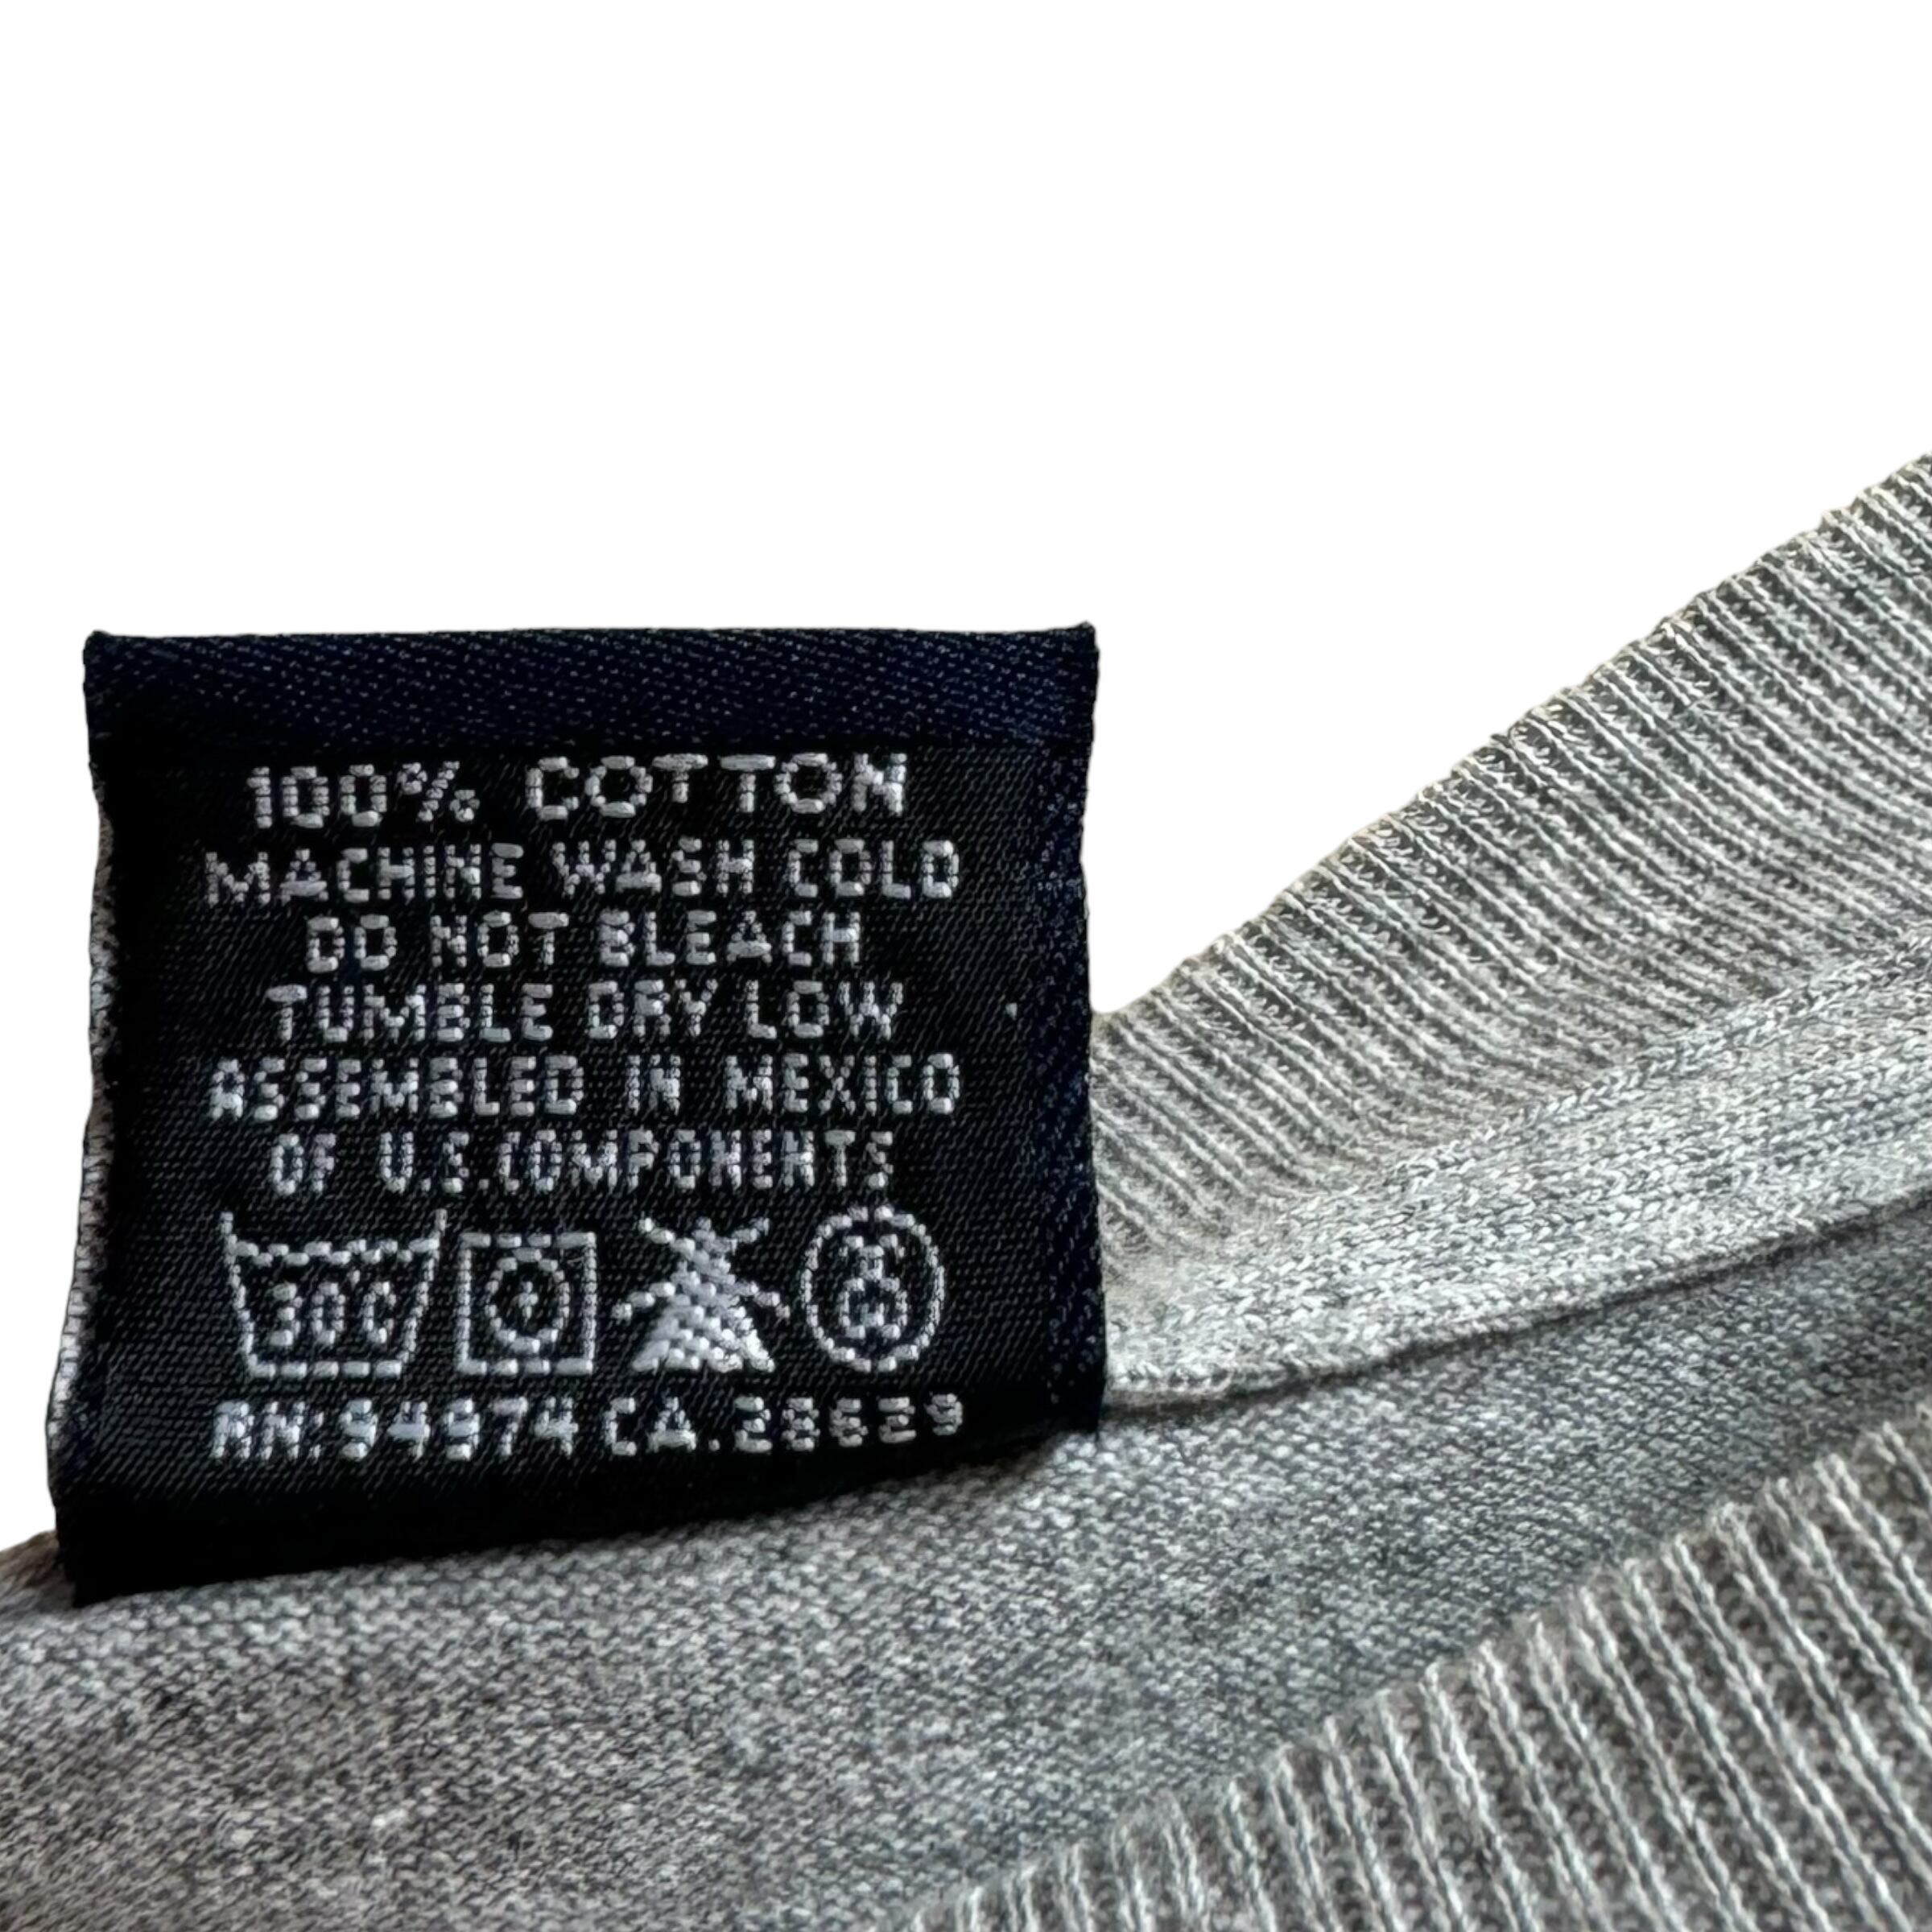 100% COTTON
MACHINE WASH COLD
DO NOT BLEACH
TUMBLE DRY LOW
ASSEMBLED IN MEXICO
OF U.S.COMPONENTS
30°C
RN:94974 CA.28629